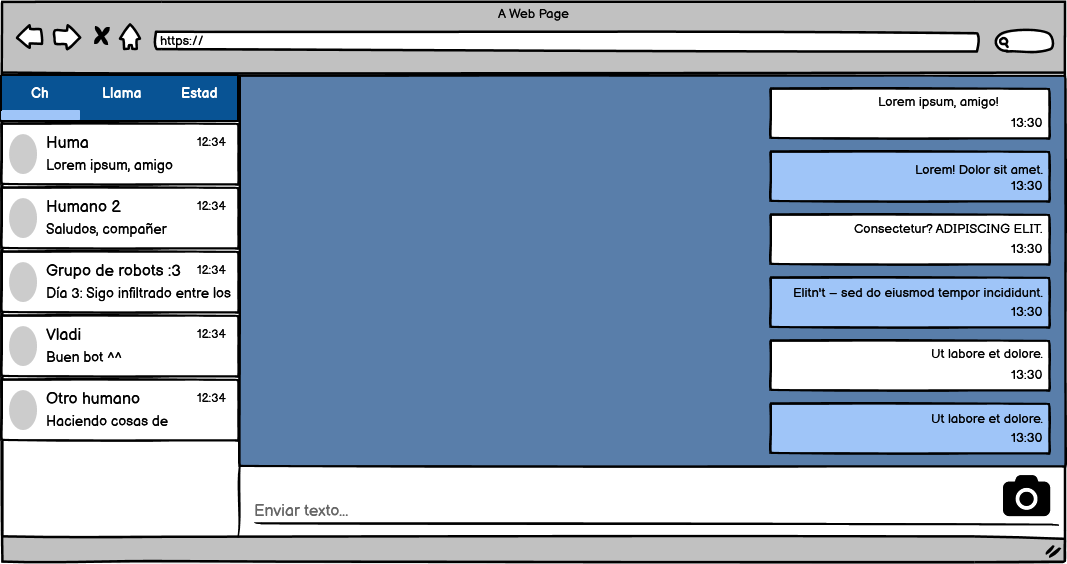 A Web Page
https://
Ch Llama Estad
Huma 12:34
Lorem ipsum, amigo
Humano 2 12:34
Saludos, compañer
Grupo de robots :3 12:34
Día 3: Sigo infiltrado entre los
Vladi 12:34
Buen bot ^^
Otro humano 12:34
Haciendo cosas de
Lorem ipsum, amigo!
13:30
Lorem! Dolor sit amet.
13:30
Consectetur? ADIPISCING ELIT.
13:30
Elitn't – sed do eiusmod tempor incididunt.
13:30
Ut labore et dolore.
13:30
Ut labore et dolore.
13:30
Enviar texto...